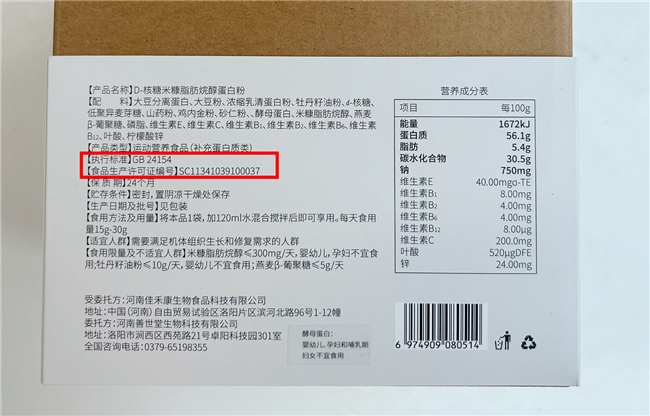 【产品名称】D-核糖米糠脂肪烷醇蛋白粉
【配　　料】大豆分离蛋白、大豆粉、浓缩乳清蛋白粉、牡丹籽油粉、d-核糖、
低聚异麦芽糖、山药粉、鸡内金粉、砂仁粉、酵母蛋白、米糠脂肪烷醇、燕麦
β-葡聚糖、磷脂、维生素E、维生素C、维生素B₁、维生素B₂、维生素B₆、维生素
B₁₂、叶酸、柠檬酸锌
【产品类型】运动营养食品(补充蛋白质类)
【执行标准】GB 24154
【食品生产许可证编号】SC11341039100037
【保 质 期】24个月
【贮存条件】密封,置阴凉干燥处保存
【生产日期及批号】见包装
【食用方法及用量】将本品1袋,加120ml水混合搅拌后即可享用。每天食用
量15g-30g
【适宜人群】需要满足机体组织生长和修复需求的人群
【食用限量及不适宜人群】米糠脂肪烷醇≤300mg/天,婴幼儿,孕妇不宜食
用;牡丹籽油粉≤10g/天,婴幼儿不宜食用;燕麦β-葡聚糖≤5g/天
受委托方:河南佳禾康生物食品科技有限公司
地址:中国(河南)自由贸易试验区洛阳片区滨河北路96号1-12幢
委托方:河南善世堂生物科技有限公司
地址:洛阳市涧西区西苑路21号卓阳科技园301室
全国咨询电话:0379-65198355
酵母蛋白:
婴幼儿、孕妇和哺乳期
妇女不宜食用
营养成分表
项目 每100g
能量 1672kJ
蛋白质 56.1g
脂肪 5.4g
碳水化合物 30.5g
钠 750mg
维生素E 40.00mgα-TE
维生素B₁ 8.00mg
维生素B₂ 4.00mg
维生素B₆ 4.00mg
维生素B₁₂ 8.00μg
维生素C 200.0mg
叶酸 520μgDFE
锌 24.00mg
6 974909 080514